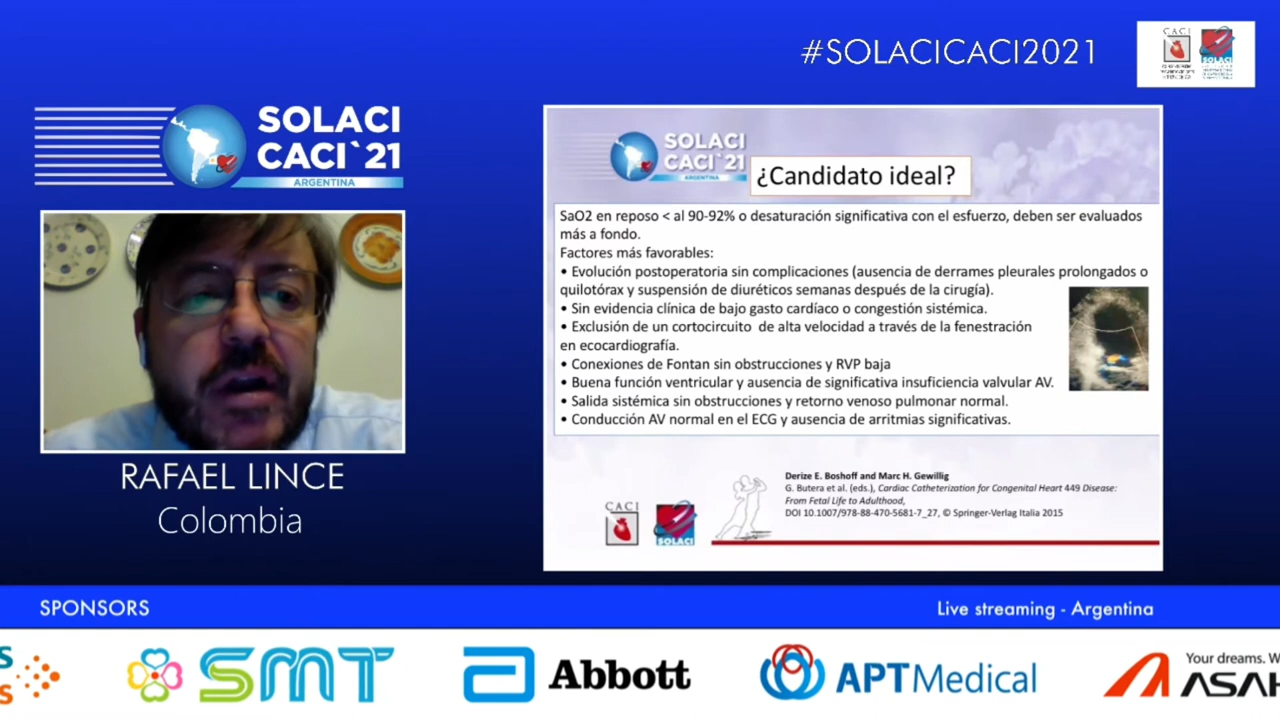 #SOLACICACI2021
CACI
SOLACI
SOLACI
CACI`21
ARGENTINA
RAFAEL LINCE
Colombia
SOLACI
CACI`21
ARGENTINA
¿Candidato ideal?
SaO2 en reposo < al 90-92% o desaturación significativa con el esfuerzo, deben ser evaluados
más a fondo.
Factores más favorables:
• Evolución postoperatoria sin complicaciones (ausencia de derrames pleurales prolongados o
quilotórax y suspensión de diuréticos semanas después de la cirugía).
• Sin evidencia clínica de bajo gasto cardíaco o congestión sistémica.
• Exclusión de un cortocircuito de alta velocidad a través de la fenestración
en ecocardiografía.
• Conexiones de Fontan sin obstrucciones y RVP baja
• Buena función ventricular y ausencia de significativa insuficiencia valvular AV.
• Salida sistémica sin obstrucciones y retorno venoso pulmonar normal.
• Conducción AV normal en el ECG y ausencia de arritmias significativas.
Derize E. Boshoff and Marc H. Gewillig
G. Butera et al. (eds.), Cardiac Catheterization for Congenital Heart 449 Disease:
From Fetal Life to Adulthood,
DOI 10.1007/978-88-470-5681-7_27, © Springer-Verlag Italia 2015
CACI
SOLACI
SPONSORS
Live streaming - Argentina
S
S
SMT
Abbott
APT Medical
Your dreams. W
ASAH